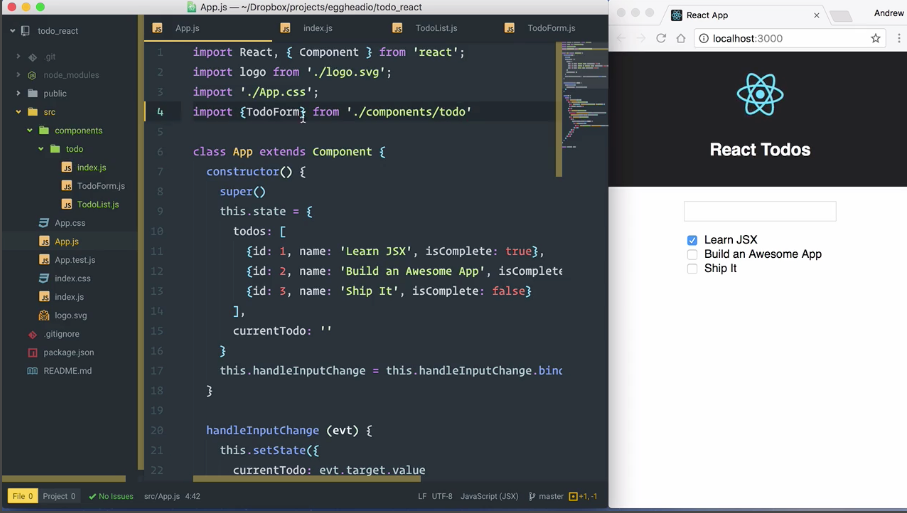 App.js — ~/Dropbox/projects/eggheadio/todo_react
todo_react
.git
node_modules
public
src
components
todo
index.js
TodoForm.js
TodoList.js
App.css
App.js
App.test.js
index.css
index.js
logo.svg
.gitignore
package.json
README.md
App.js index.js TodoList.js TodoForm.js
1 import React, { Component } from 'react';
2 import logo from './logo.svg';
3 import './App.css';
4 import {TodoForm} from './components/todo'
5
6 class App extends Component {
7 constructor() {
8 super()
9 this.state = {
10 todos: [
11 {id: 1, name: 'Learn JSX', isComplete: true},
12 {id: 2, name: 'Build an Awesome App', isComplete
13 {id: 3, name: 'Ship It', isComplete: false}
14 ],
15 currentTodo: ''
16 }
17 this.handleInputChange = this.handleInputChange.bind
18 }
19
20 handleInputChange (evt) {
21 this.setState({
22 currentTodo: evt.target.value
File 0 Project 0 No Issues src/App.js 4:42 LF UTF-8 JavaScript (JSX) master +1, -1
React App Andrew
localhost:3000
React Todos
Learn JSX
Build an Awesome App
Ship It